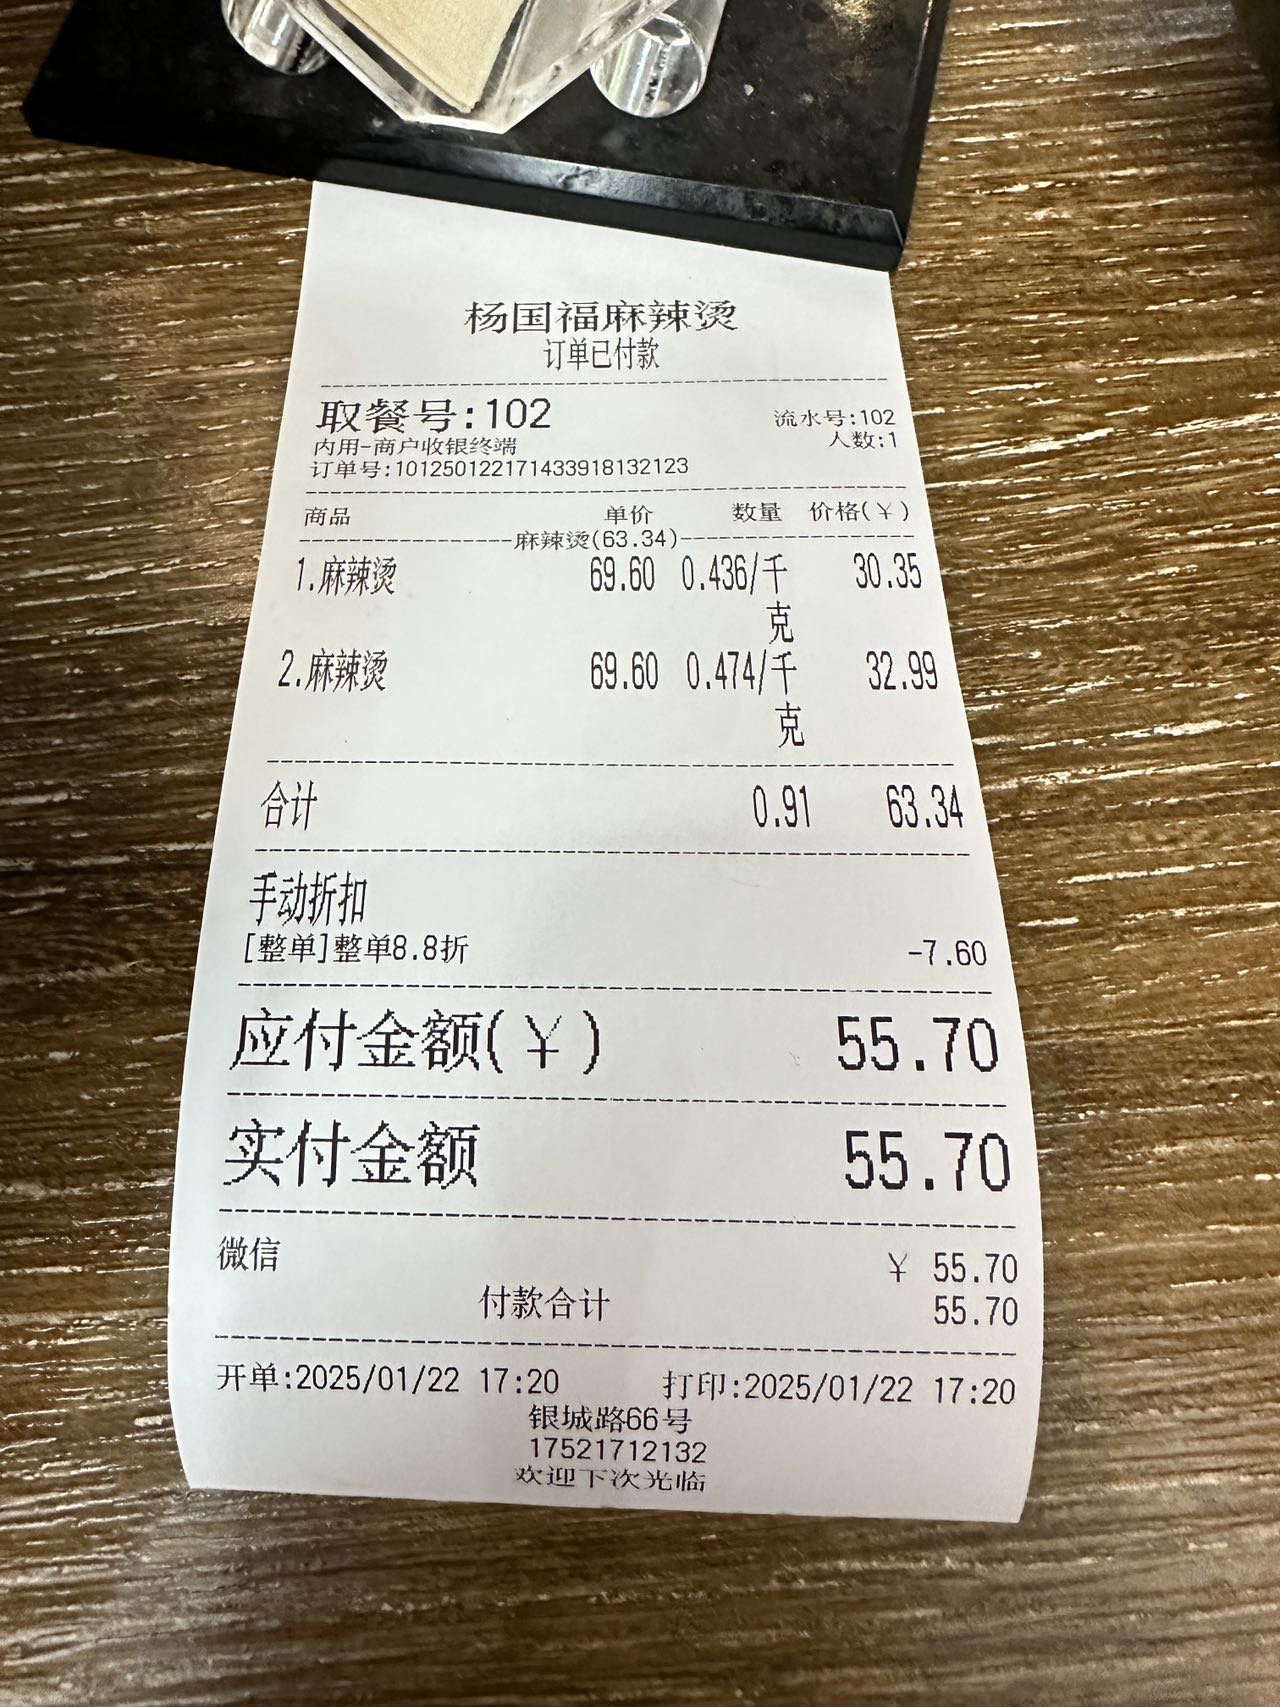 杨国福麻辣烫
订单已付款
取餐号:102 流水号:102
内用-商户收银终端 人数:1
订单号:101250122171433918132123
商品 单价 数量 价格(¥)
麻辣烫(63.34)
1.麻辣烫 69.60 0.436/千 30.35
克
2.麻辣烫 69.60 0.474/千 32.99
克
合计 0.91 63.34
手动折扣
[整单]整单8.8折 -7.60
应付金额(¥) 55.70
实付金额 55.70
微信 ¥ 55.70
付款合计 55.70
开单:2025/01/22 17:20 打印:2025/01/22 17:20
银城路66号
17521712132
欢迎下次光临